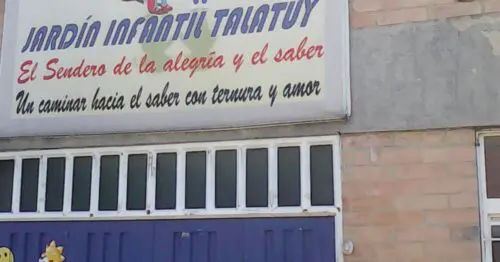 JARDÍN INFANTIL TALATUY
El Sendero de la alegría y el saber
Un caminar hacia el saber con ternura y amor